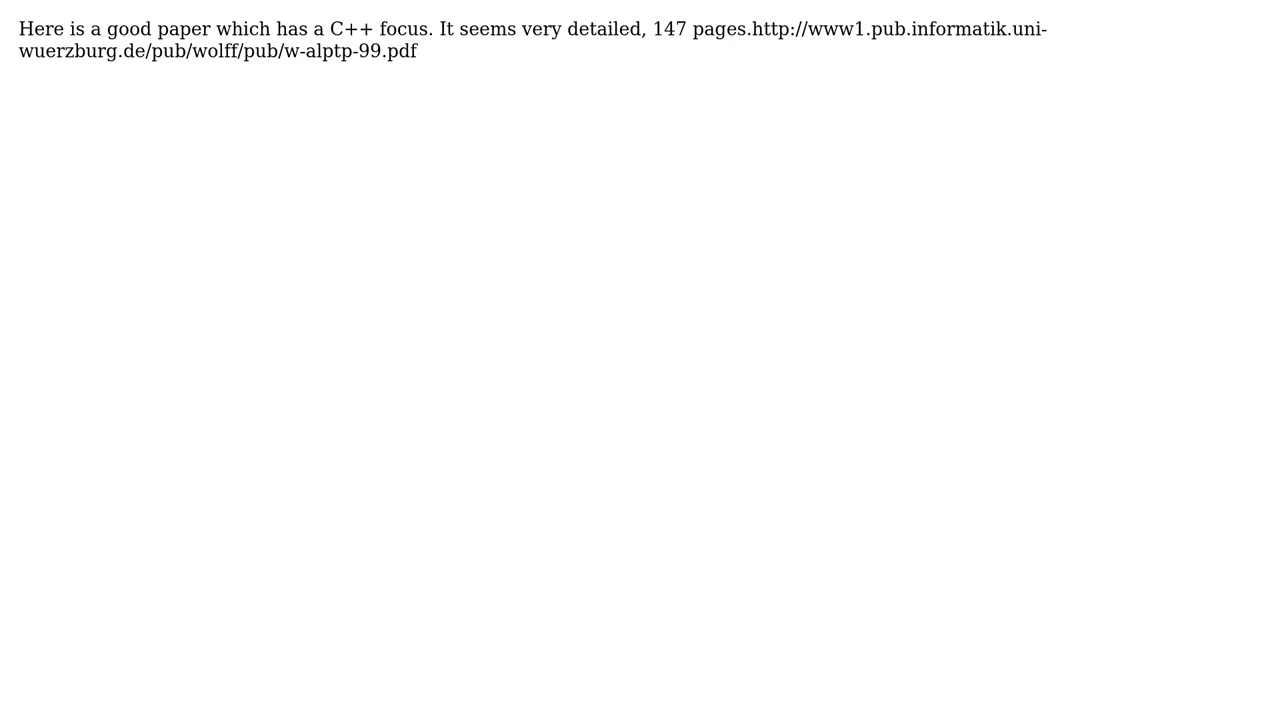 Here is a good paper which has a C++ focus. It seems very detailed, 147 pages.http://www1.pub.informatik.uni-
wuerzburg.de/pub/wolff/pub/w-alptp-99.pdf